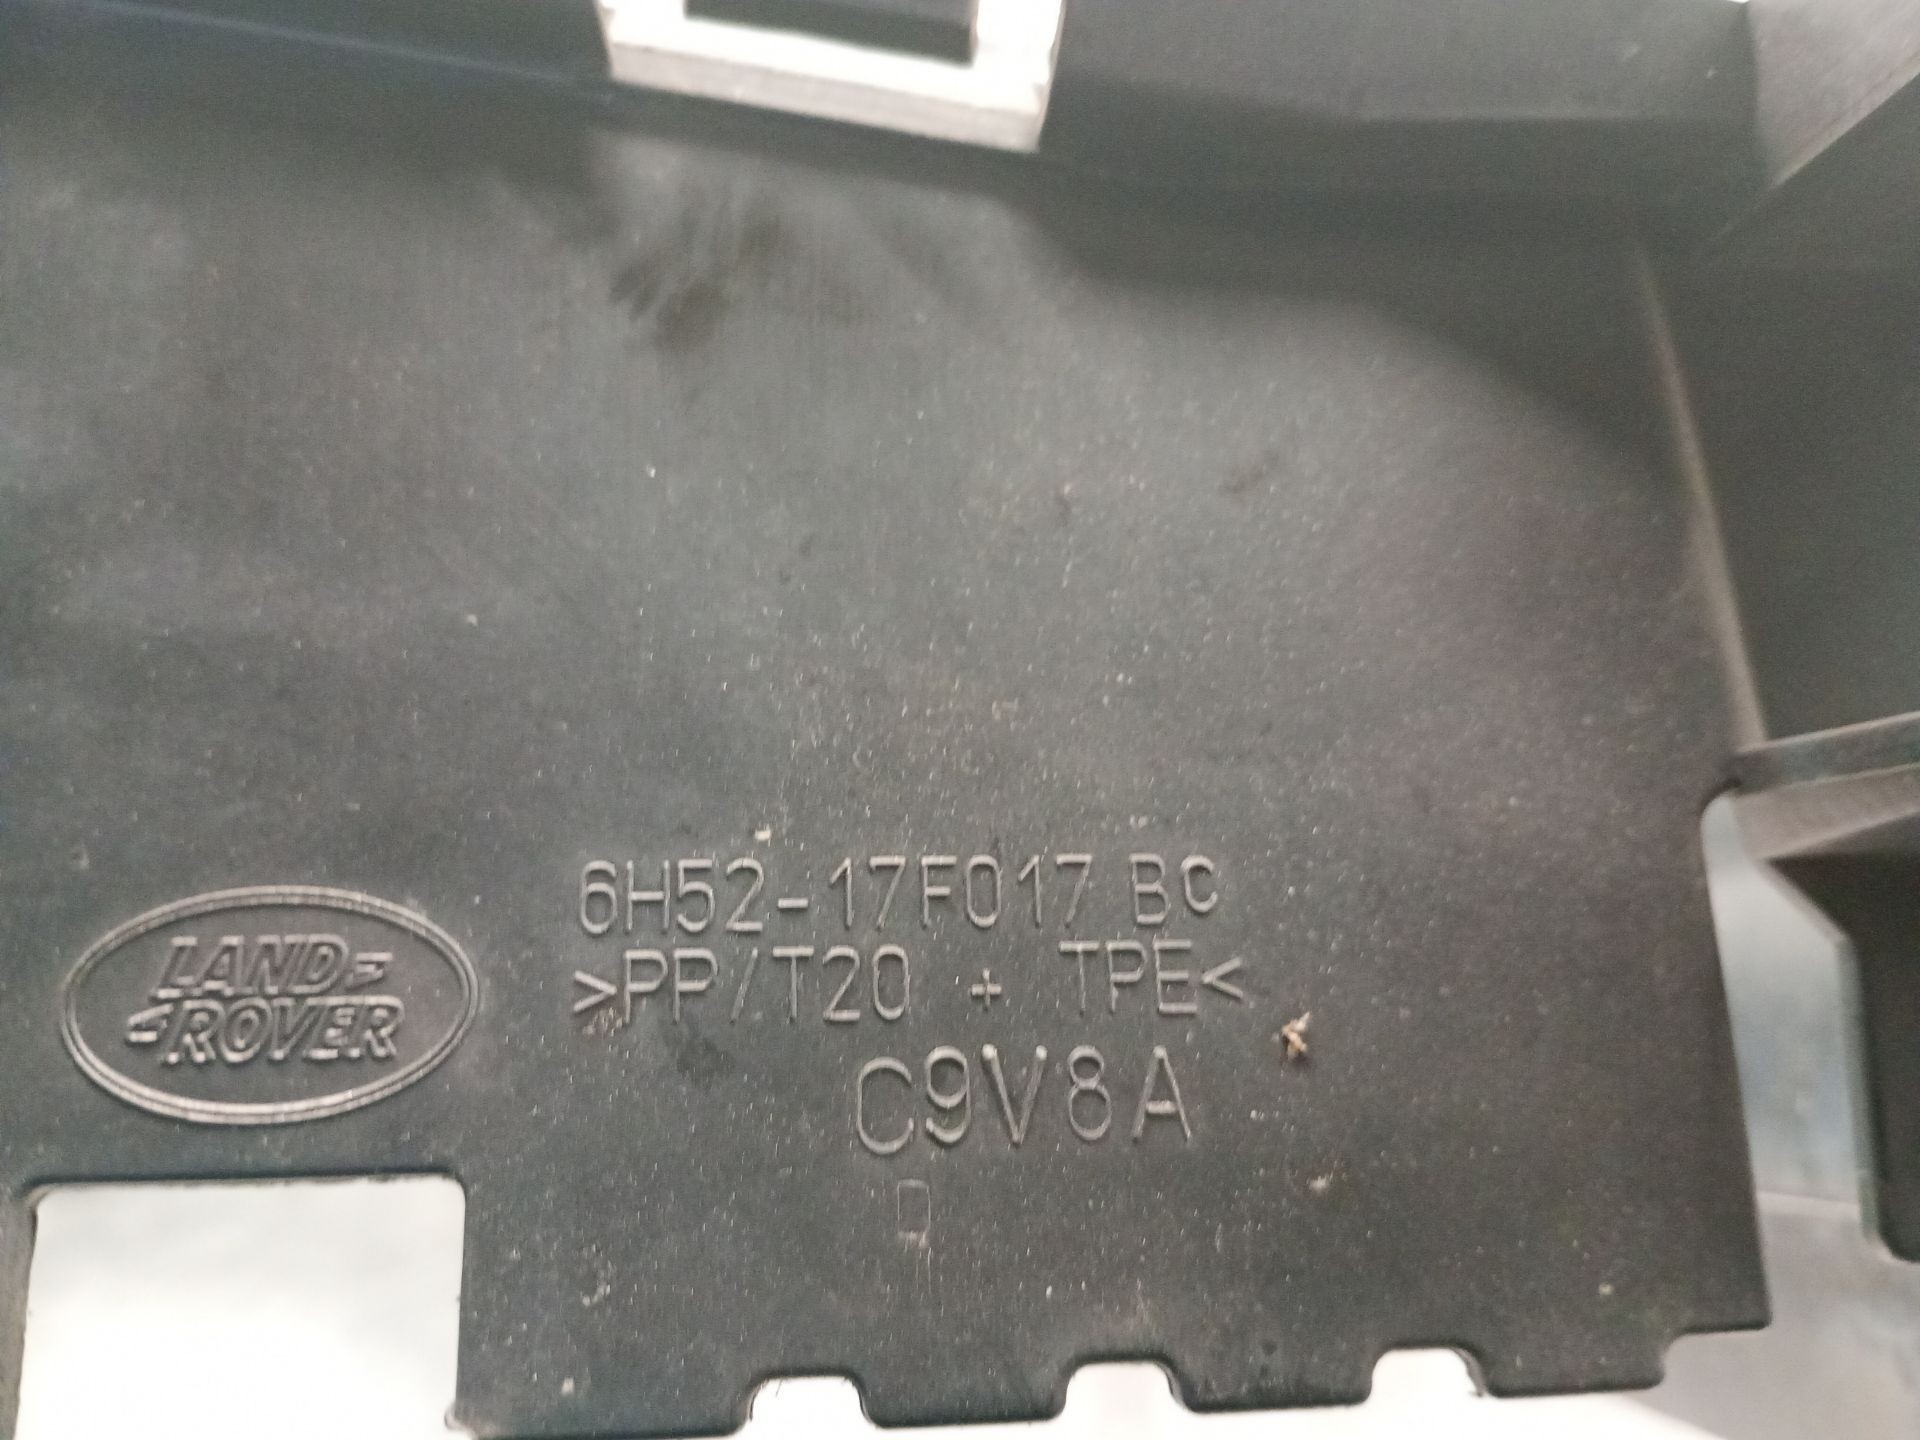 6H52-17F017 BC
>PP/T20 + TPE<
LAND
ROVER
C9V8A